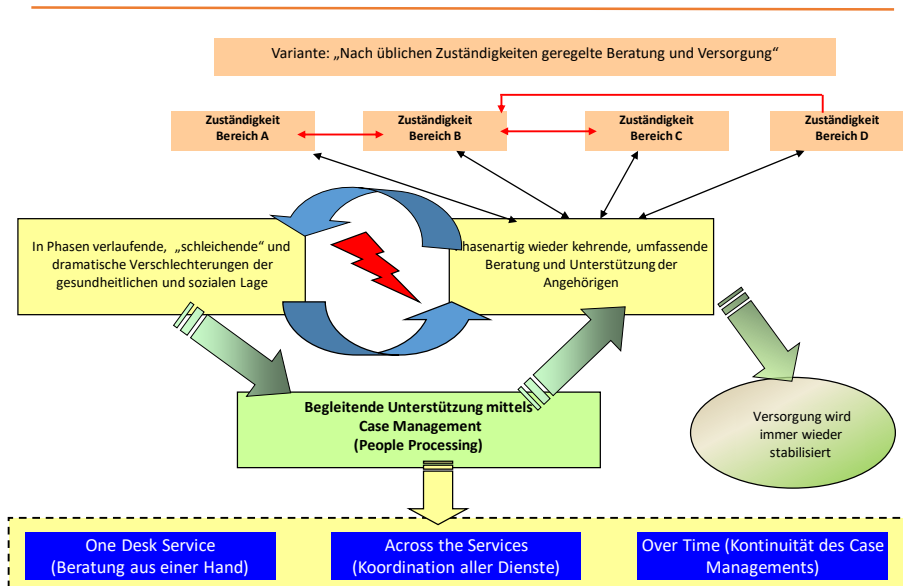 Variante: „Nach üblichen Zuständigkeiten geregelte Beratung und Versorgung“
Zuständigkeit
Bereich A
Zuständigkeit
Bereich B
Zuständigkeit
Bereich C
Zuständigkeit
Bereich D
In Phasen verlaufende, „schleichende“ und
dramatische Verschlechterungen der
gesundheitlichen und sozialen Lage
hasenartig wieder kehrende, umfassende
Beratung und Unterstützung der
Angehörigen
Begleitende Unterstützung mittels
Case Management
(People Processing)
Versorgung wird
immer wieder
stabilisiert
One Desk Service
(Beratung aus einer Hand)
Across the Services
(Koordination aller Dienste)
Over Time (Kontinuität des Case
Managements)